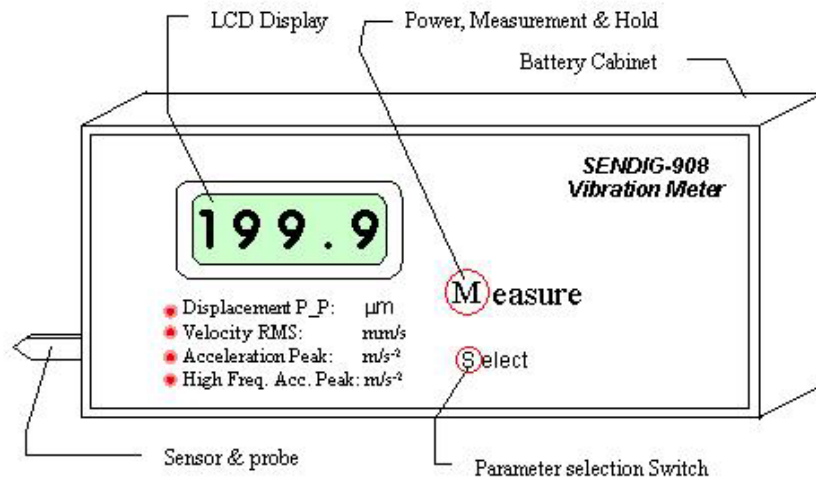 LCD Display
Power, Measurement & Hold
Battery Cabinet
SENDIG-908
Vibration Meter
199.9
Measure
Displacement P_P: μm
Velocity RMS: mm/s
Acceleration Peak: m/s-²
High Freq. Acc. Peak: m/s-²
Select
Sensor & probe
Parameter selection Switch